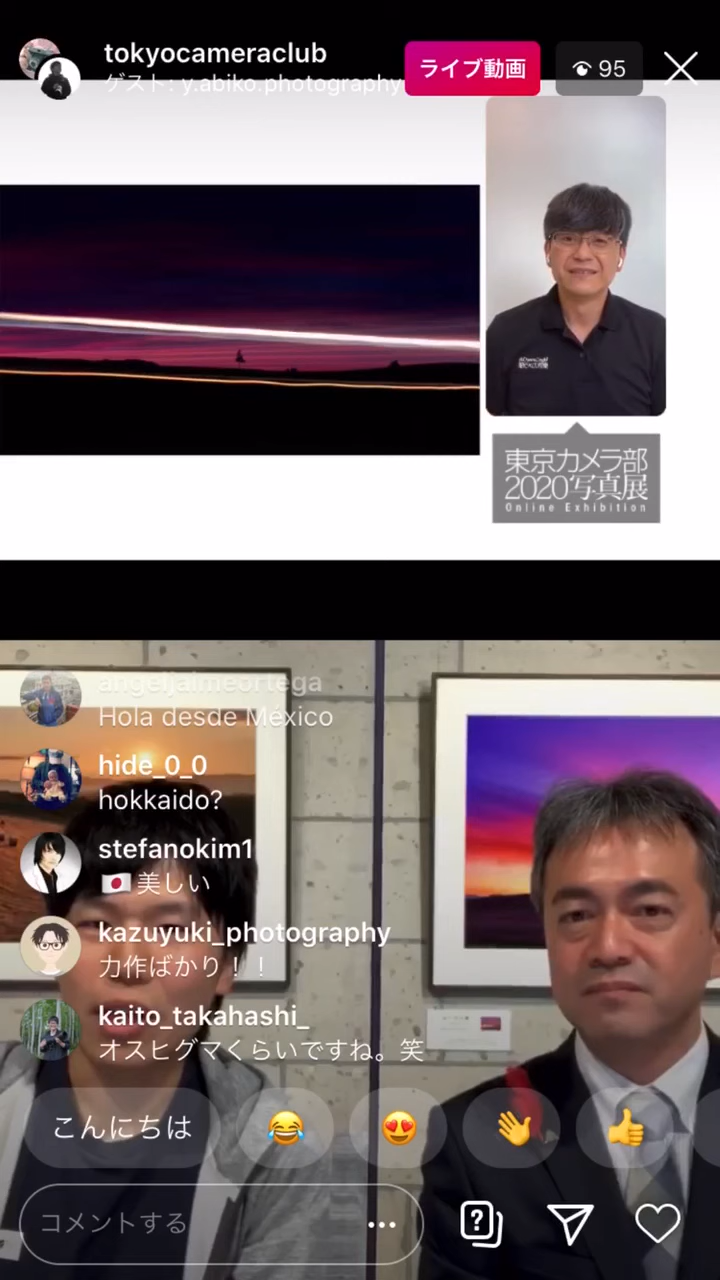 tokyocameraclub
ゲスト: y.abiko.photography
ライブ動画
95
東京カメラ部
2020写真展
Online Exhibition
angeljaimeortega
Hola desde México
hide_0_0
hokkaido?
stefanokim1
🇯🇵美しい
kazuyuki_photography
力作ばかり！！
kaito_takahashi_
オスヒグマくらいですね。笑
こんにちは
コメントする